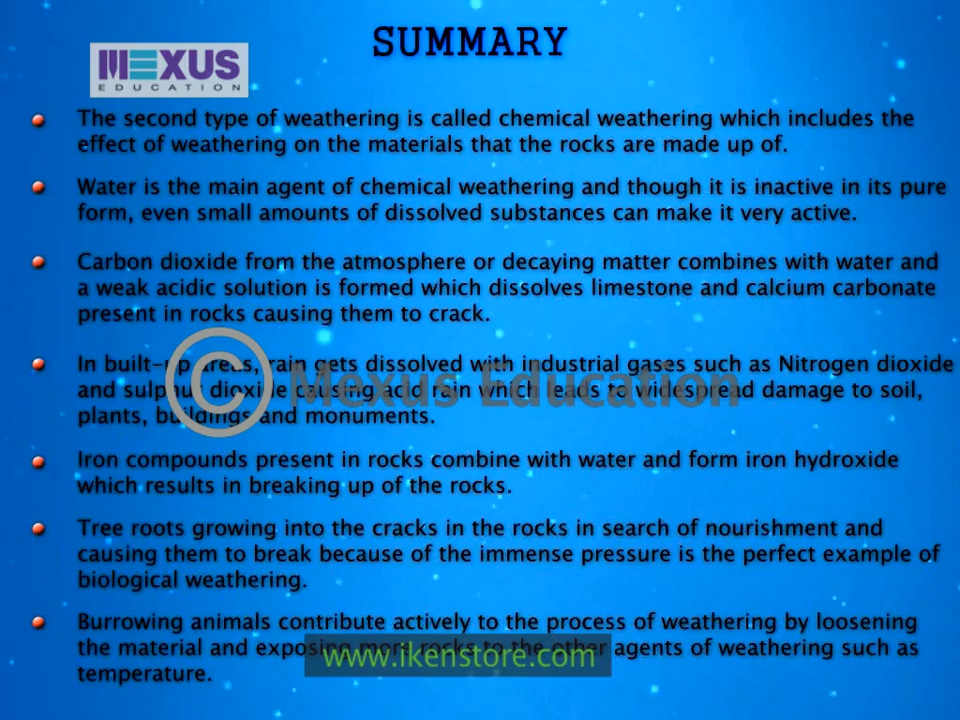 SUMMARY
MEXUS
EDUCATION
The second type of weathering is called chemical weathering which includes the
effect of weathering on the materials that the rocks are made up of.
Water is the main agent of chemical weathering and though it is inactive in its pure
form, even small amounts of dissolved substances can make it very active.
Carbon dioxide from the atmosphere or decaying matter combines with water and
a weak acidic solution is formed which dissolves limestone and calcium carbonate
present in rocks causing them to crack.
In built-up areas, rain gets dissolved with industrial gases such as Nitrogen dioxide
and sulphur dioxide causing acid rain which leads to widespread damage to soil,
plants, buildings and monuments.
© Mexus Education
Iron compounds present in rocks combine with water and form iron hydroxide
which results in breaking up of the rocks.
Tree roots growing into the cracks in the rocks in search of nourishment and
causing them to break because of the immense pressure is the perfect example of
biological weathering.
Burrowing animals contribute actively to the process of weathering by loosening
the material and exposing more rocks to the other agents of weathering such as
temperature.
www.ikenstore.com